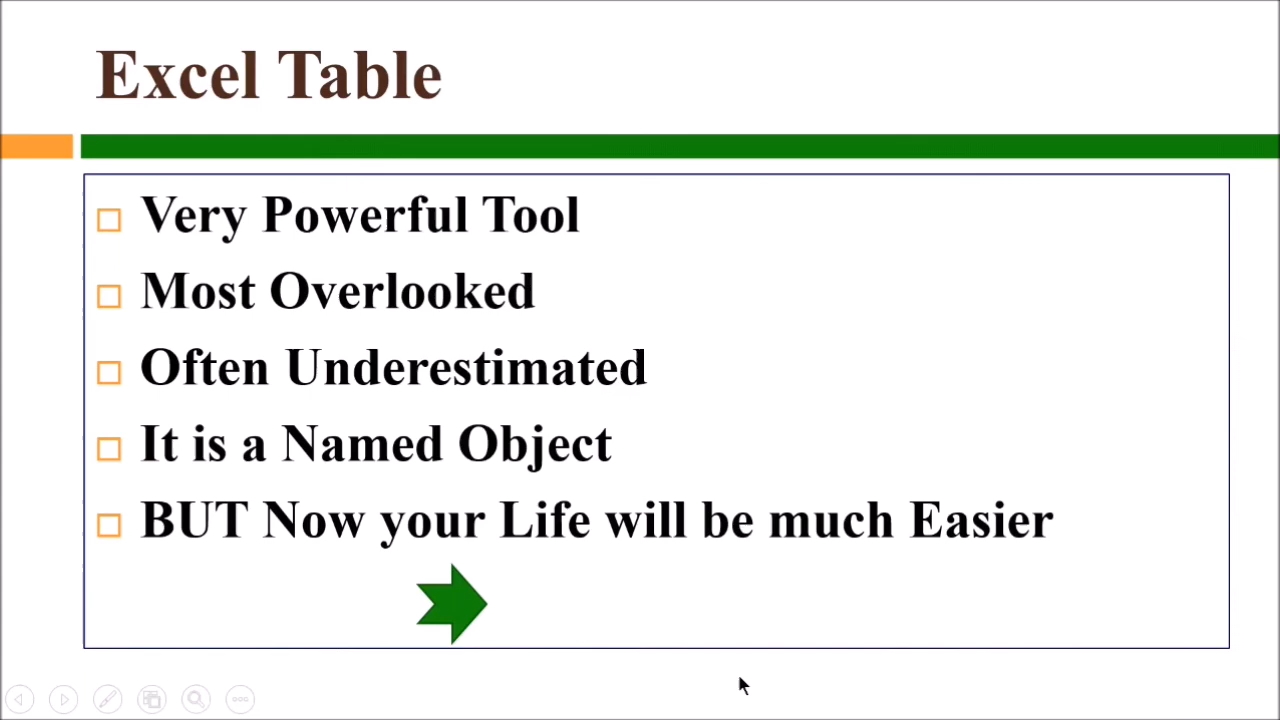 Excel Table
Very Powerful Tool
Most Overlooked
Often Underestimated
It is a Named Object
BUT Now your Life will be much Easier